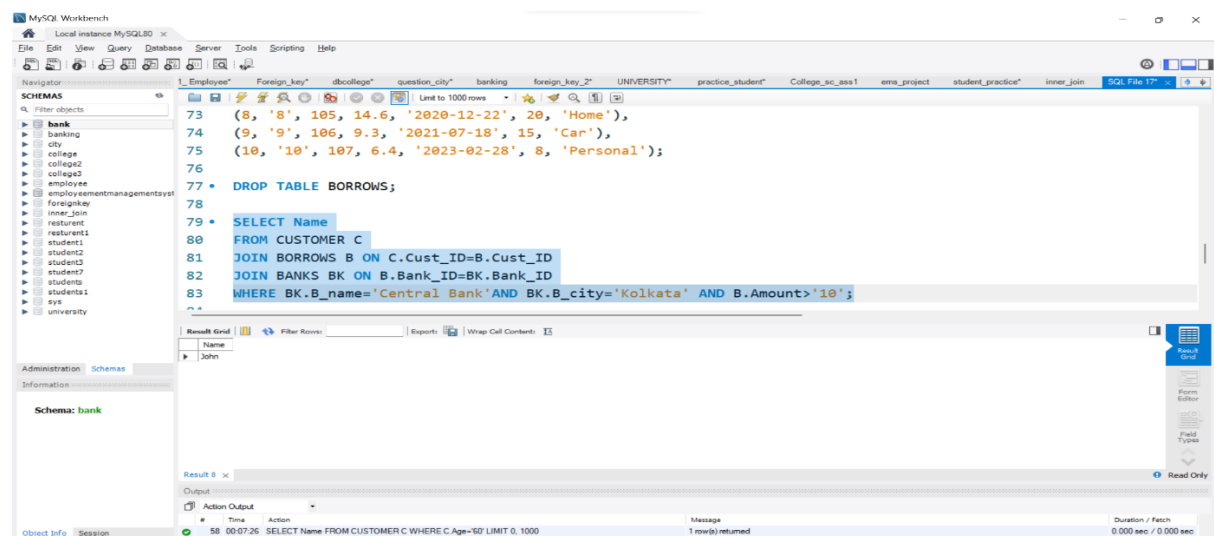 MySQL Workbench
Local instance MySQL80 ×
File Edit View Query Database Server Tools Scripting Help
Navigator 1_Employee* Foreign_key* dbcollege* question_city* banking foreign_key_2* UNIVERSITY* practice_student* College_sc_ass1 ems_project student_practice* inner_join SQL File 17* ×
SCHEMAS
Limit to 1000 rows
Filter objects
bank
banking
city
college
college2
college3
employee
employeementmanagementsyst
foreignkey
inner_join
resturent
resturent1
student1
student2
student3
student7
students
students1
sys
university
73 (8, '8', 105, 14.6, '2020-12-22', 20, 'Home'),
74 (9, '9', 106, 9.3, '2021-07-18', 15, 'Car'),
75 (10, '10', 107, 6.4, '2023-02-28', 8, 'Personal');
76
77 DROP TABLE BORROWS;
78
79 SELECT Name
80 FROM CUSTOMER C
81 JOIN BORROWS B ON C.Cust_ID=B.Cust_ID
82 JOIN BANKS BK ON B.Bank_ID=BK.Bank_ID
83 WHERE BK.B_name='Central Bank'AND BK.B_city='Kolkata' AND B.Amount>'10';
Result Grid Filter Rows: Export: Wrap Cell Content:
Name
John
Result Grid
Form Editor
Field Types
Administration Schemas
Information
Schema: bank
Result 8 × Read Only
Output
Action Output
# Time Action Message Duration / Fetch
58 00:07:26 SELECT Name FROM CUSTOMER C WHERE C.Age='60' LIMIT 0, 1000 1 row(s) returned 0.000 sec / 0.000 sec
Object Info Session